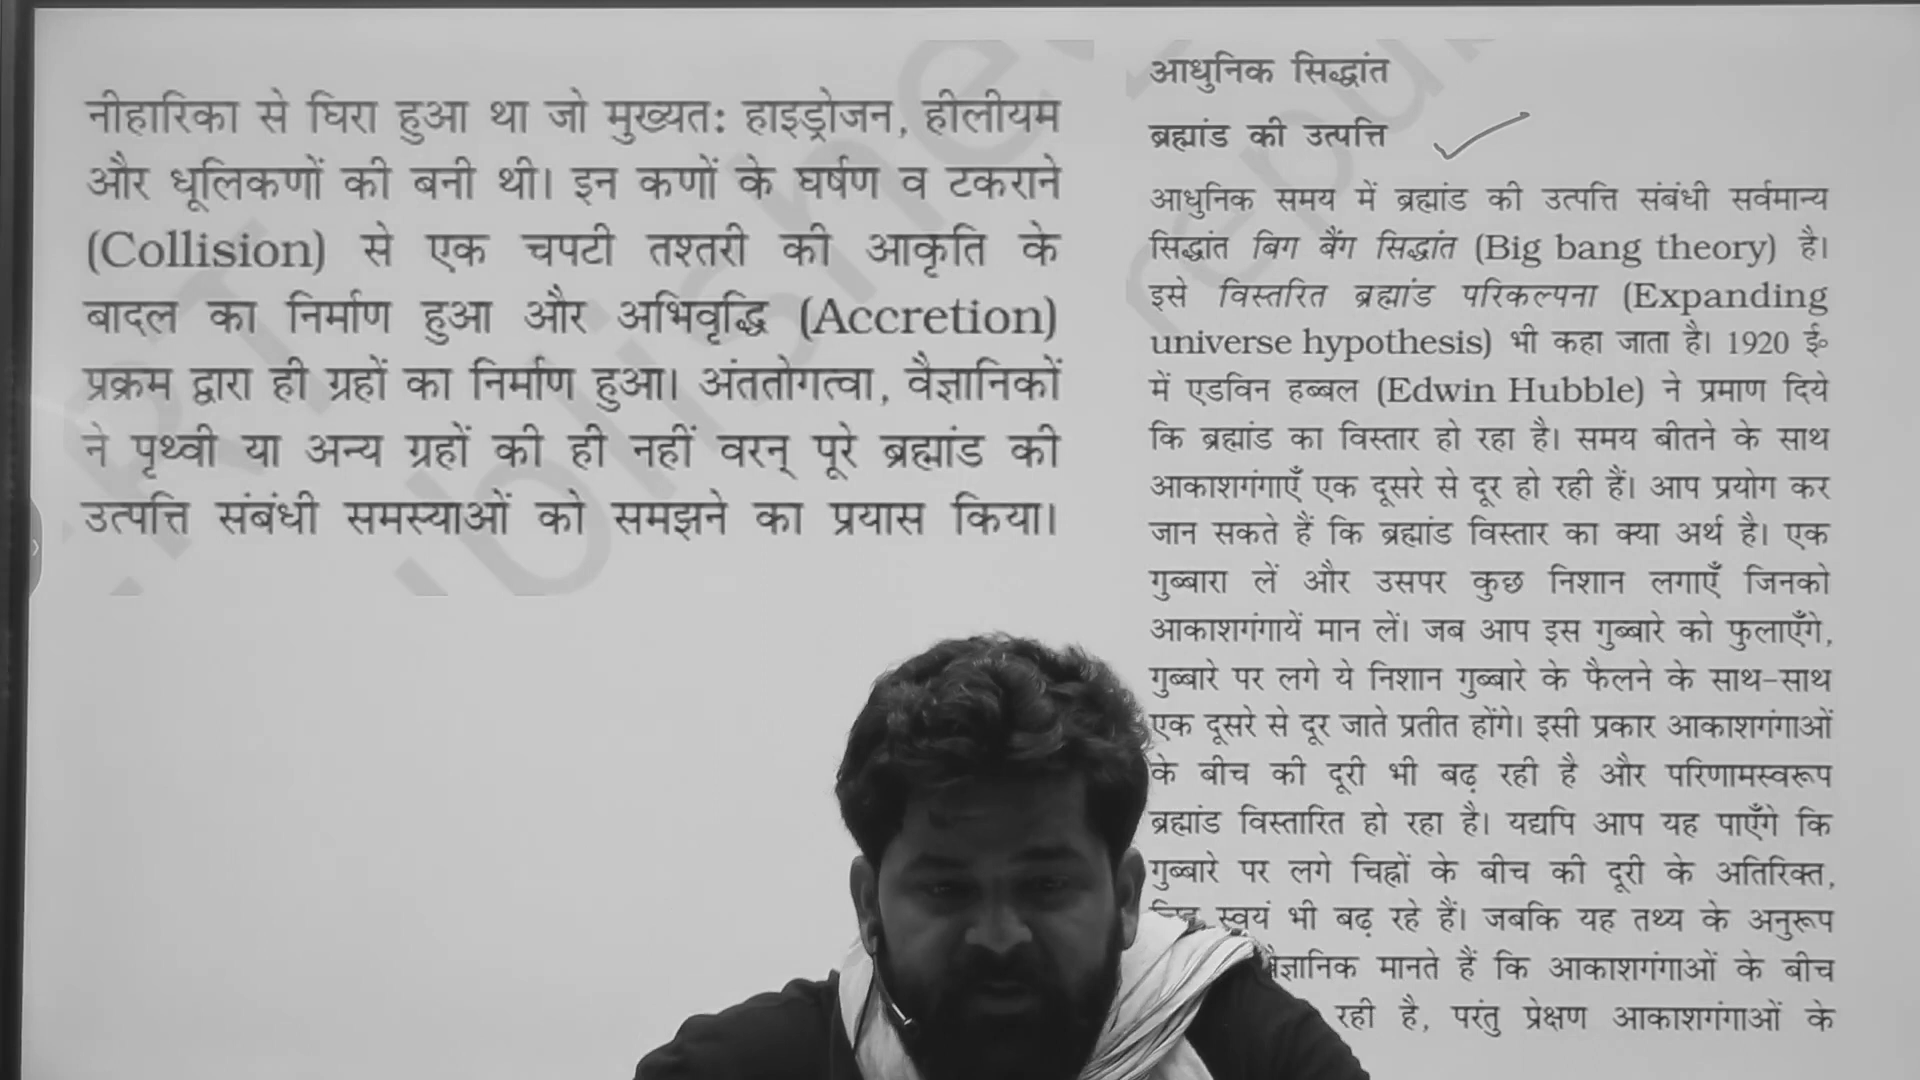 नीहारिका से घिरा हुआ था जो मुख्यतः हाइड्रोजन, हीलीयम
और धूलिकणों की बनी थी। इन कणों के घर्षण व टकराने
(Collision) से एक चपटी तश्तरी की आकृति के
बादल का निर्माण हुआ और अभिवृद्धि (Accretion)
प्रक्रम द्वारा ही ग्रहों का निर्माण हुआ। अंततोगत्वा, वैज्ञानिकों
ने पृथ्वी या अन्य ग्रहों की ही नहीं वरन् पूरे ब्रह्मांड की
उत्पत्ति संबंधी समस्याओं को समझने का प्रयास किया।
आधुनिक सिद्धांत
ब्रह्मांड की उत्पत्ति
आधुनिक समय में ब्रह्मांड की उत्पत्ति संबंधी सर्वमान्य
सिद्धांत बिग बैंग सिद्धांत (Big bang theory) है।
इसे विस्तरित ब्रह्मांड परिकल्पना (Expanding
universe hypothesis) भी कहा जाता है। 1920 ई॰
में एडविन हब्बल (Edwin Hubble) ने प्रमाण दिये
कि ब्रह्मांड का विस्तार हो रहा है। समय बीतने के साथ
आकाशगंगाएँ एक दूसरे से दूर हो रही हैं। आप प्रयोग कर
जान सकते हैं कि ब्रह्मांड विस्तार का क्या अर्थ है। एक
गुब्बारा लें और उसपर कुछ निशान लगाएँ जिनको
आकाशगंगायें मान लें। जब आप इस गुब्बारे को फुलाएँगे,
गुब्बारे पर लगे ये निशान गुब्बारे के फैलने के साथ-साथ
एक दूसरे से दूर जाते प्रतीत होंगे। इसी प्रकार आकाशगंगाओं
के बीच की दूरी भी बढ़ रही है और परिणामस्वरूप
ब्रह्मांड विस्तारित हो रहा है। यद्यपि आप यह पाएँगे कि
गुब्बारे पर लगे चिह्नों के बीच की दूरी के अतिरिक्त,
स्वयं भी बढ़ रहे हैं। जबकि यह तथ्य के अनुरूप
वैज्ञानिक मानते हैं कि आकाशगंगाओं के बीच
रही है, परंतु प्रेक्षण आकाशगंगाओं के